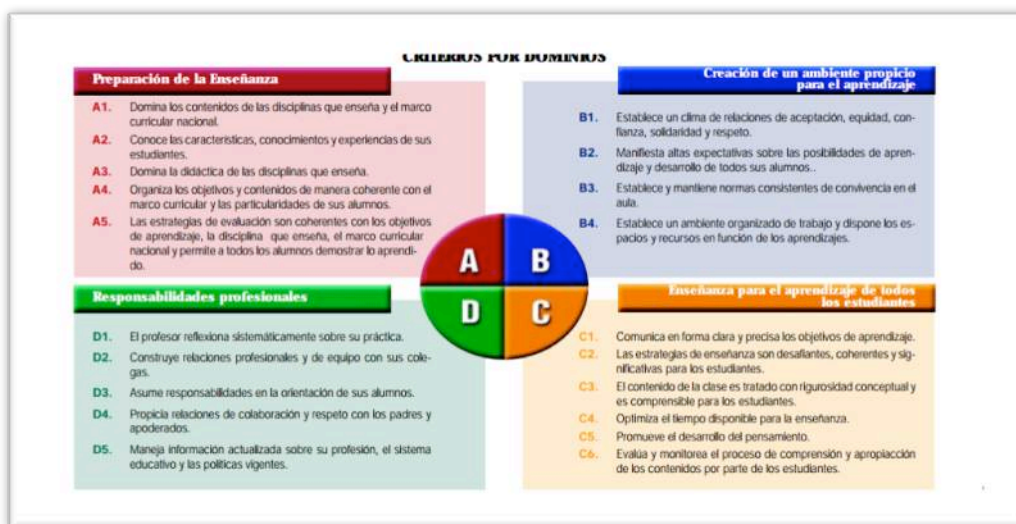 CRITERIOS POR DOMINIOS
Preparación de la Enseñanza
A1. Domina los contenidos de las disciplinas que enseña y el marco
curricular nacional.
A2. Conoce las características, conocimientos y experiencias de sus
estudiantes.
A3. Domina la didáctica de las disciplinas que enseña.
A4. Organiza los objetivos y contenidos de manera coherente con el
marco curricular y las particularidades de sus alumnos.
A5. Las estrategias de evaluación son coherentes con los objetivos
de aprendizaje, la disciplina que enseña, el marco curricular
nacional y permite a todos los alumnos demostrar lo aprendi-
do.
Creación de un ambiente propicio
para el aprendizaje
B1. Establece un clima de relaciones de aceptación, equidad, con-
fianza, solidaridad y respeto.
B2. Manifiesta altas expectativas sobre las posibilidades de apren-
dizaje y desarrollo de todos sus alumnos..
B3. Establece y mantiene normas consistentes de convivencia en el
aula.
B4. Establece un ambiente organizado de trabajo y dispone los es-
pacios y recursos en función de los aprendizajes.
A B
D C
Responsabilidades profesionales
D1. El profesor reflexiona sistemáticamente sobre su práctica.
D2. Construye relaciones profesionales y de equipo con sus cole-
gas.
D3. Asume responsabilidades en la orientación de sus alumnos.
D4. Propicia relaciones de colaboración y respeto con los padres y
apoderados.
D5. Maneja información actualizada sobre su profesión, el sistema
educativo y las políticas vigentes.
Enseñanza para el aprendizaje de todos
los estudiantes
C1. Comunica en forma clara y precisa los objetivos de aprendizaje.
C2. Las estrategias de enseñanza son desafiantes, coherentes y sig-
nificativas para los estudiantes.
C3. El contenido de la clase es tratado con rigurosidad conceptual y
es comprensible para los estudiantes.
C4. Optimiza el tiempo disponible para la enseñanza.
C5. Promueve el desarrollo del pensamiento.
C6. Evalúa y monitorea el proceso de comprensión y apropiacción
de los contenidos por parte de los estudiantes.